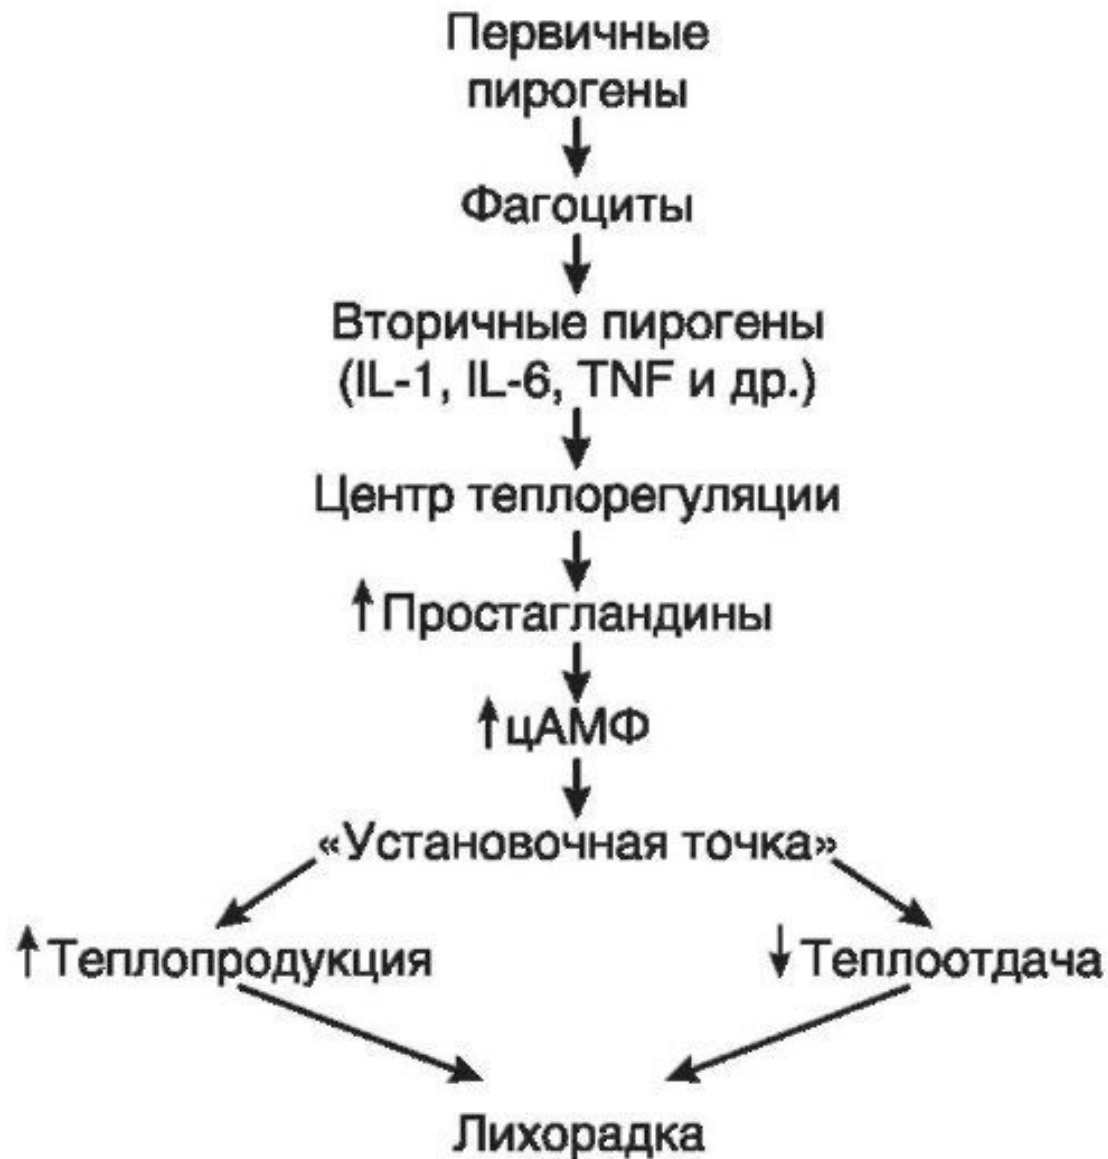 Первичные
пирогены
Фагоциты
Вторичные пирогены
(IL-1, IL-6, TNF и др.)
Центр теплорегуляции
↑Простагландины
↑цАМФ
«Установочная точка»
↑Теплопродукция ↓Теплоотдача
Лихорадка